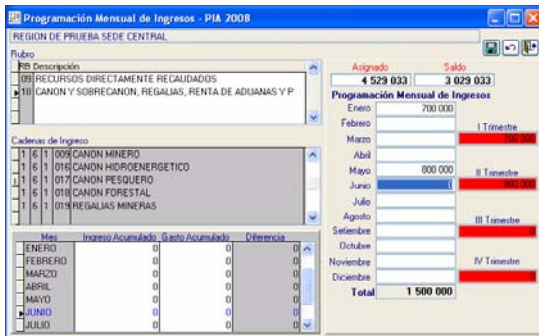 Programación Mensual de Ingresos - PIA 2008
REGION DE PRUEBA SEDE CENTRAL
Rubro
RB Descripción
09 RECURSOS DIRECTAMENTE RECAUDADOS
18 CANON Y SOBRECANON, REGALIAS, RENTA DE ADUANAS Y P
Cadenas de Ingreso
1 6 1 009 CANON MINERO
1 6 1 016 CANON HIDROENERGETICO
1 6 1 017 CANON PESQUERO
1 6 1 018 CANON FORESTAL
1 6 1 019 REGALIAS MINERAS
Mes Ingreso Acumulado Gasto Acumulado Diferencia
ENERO 0 0 0
FEBRERO 0 0 0
MARZO 0 0 0
ABRIL 0 0 0
MAYO 0 0 0
JUNIO 0 0 0
JULIO 0 0 0
Asignado Saldo
4 529 033 3 029 033
Programación Mensual de Ingresos
Enero 700 000
Febrero
I Trimestre
Marzo 700 000
Abril
Mayo 800 000
II Trimestre
Junio 0 800 000
Julio
Agosto
III Trimestre
Setiembre 0
Octubre
Noviembre
IV Trimestre
Diciembre 0
Total 1 500 000